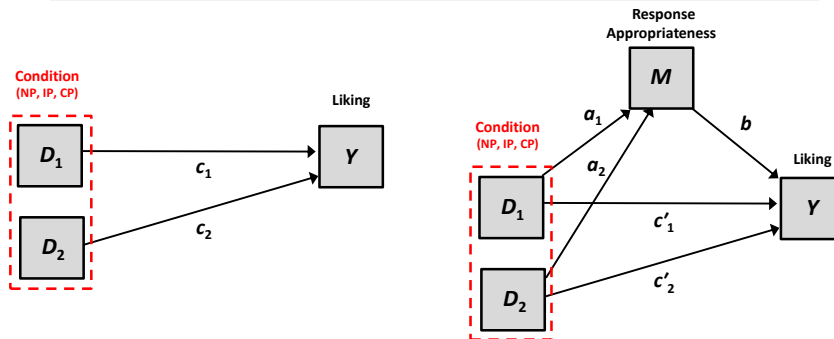 Condition
(NP, IP, CP)
Liking
D₁
c₁
Y
D₂
c₂
Response
Appropriateness
M
a₁
b
Condition
(NP, IP, CP)
a₂
Liking
D₁
c′₁
Y
D₂
c′₂